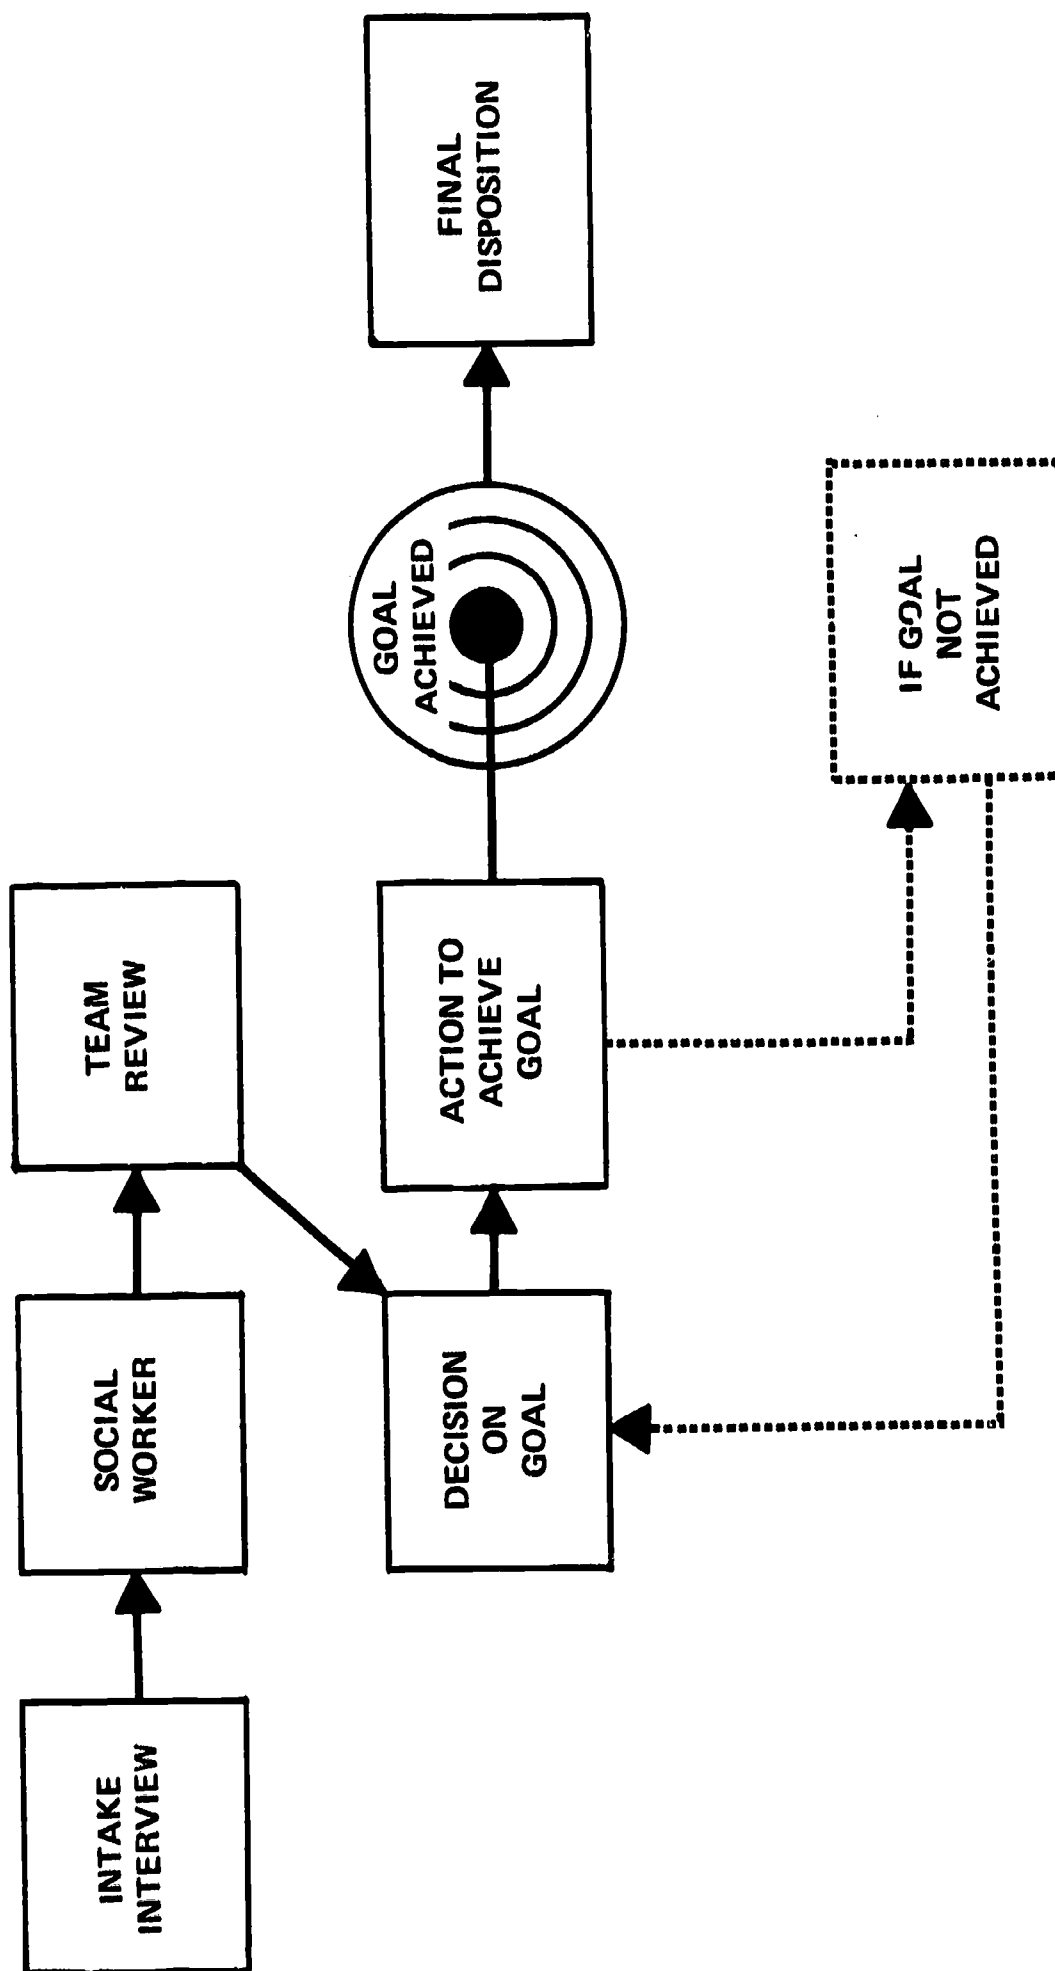 INTAKE
INTERVIEW
SOCIAL
WORKER
TEAM
REVIEW
DECISION
ON
GOAL
ACTION TO
ACHIEVE
GOAL
GOAL
ACHIEVED
FINAL
DISPOSITION
IF GOAL
NOT
ACHIEVED